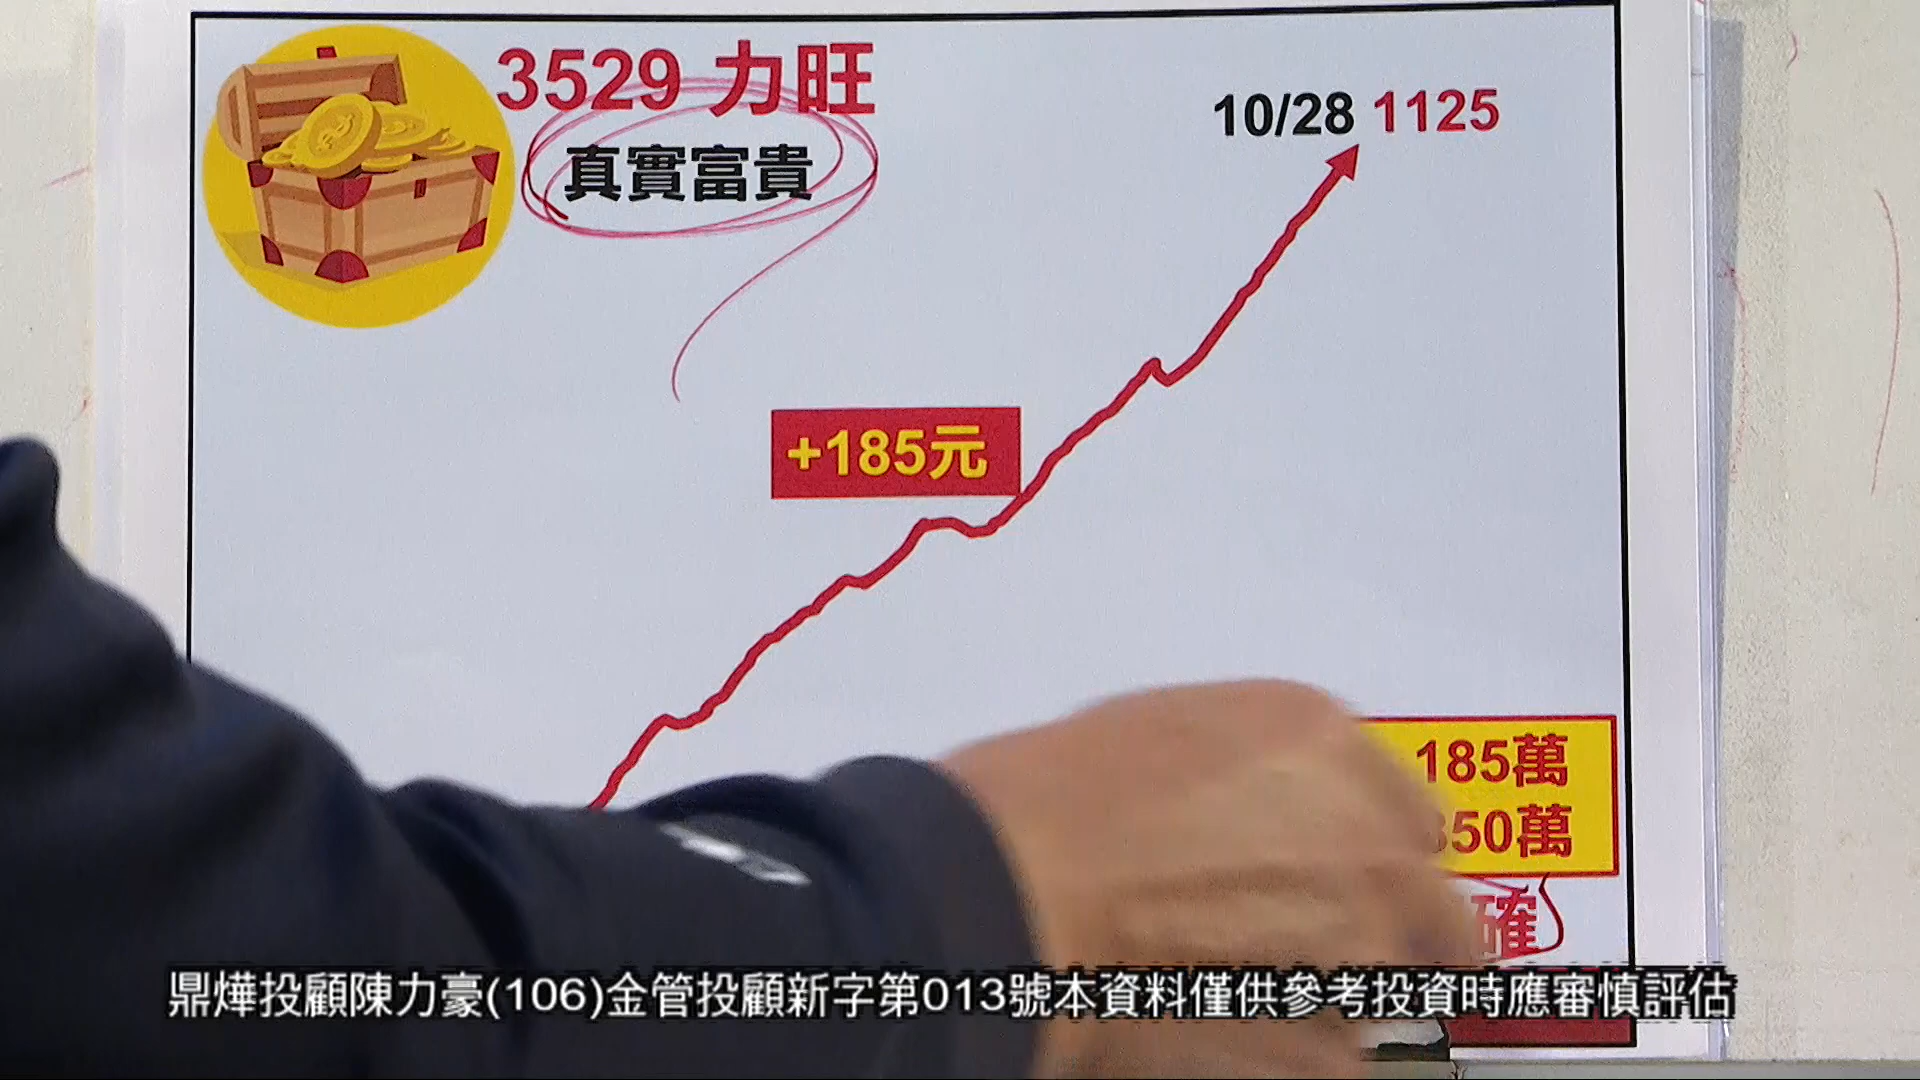 3529 力旺
真實富貴
10/28 1125
+185元
185萬
350萬
確
鼎燁投顧陳力豪(106)金管投顧新字第013號本資料僅供參考投資時應審慎評估